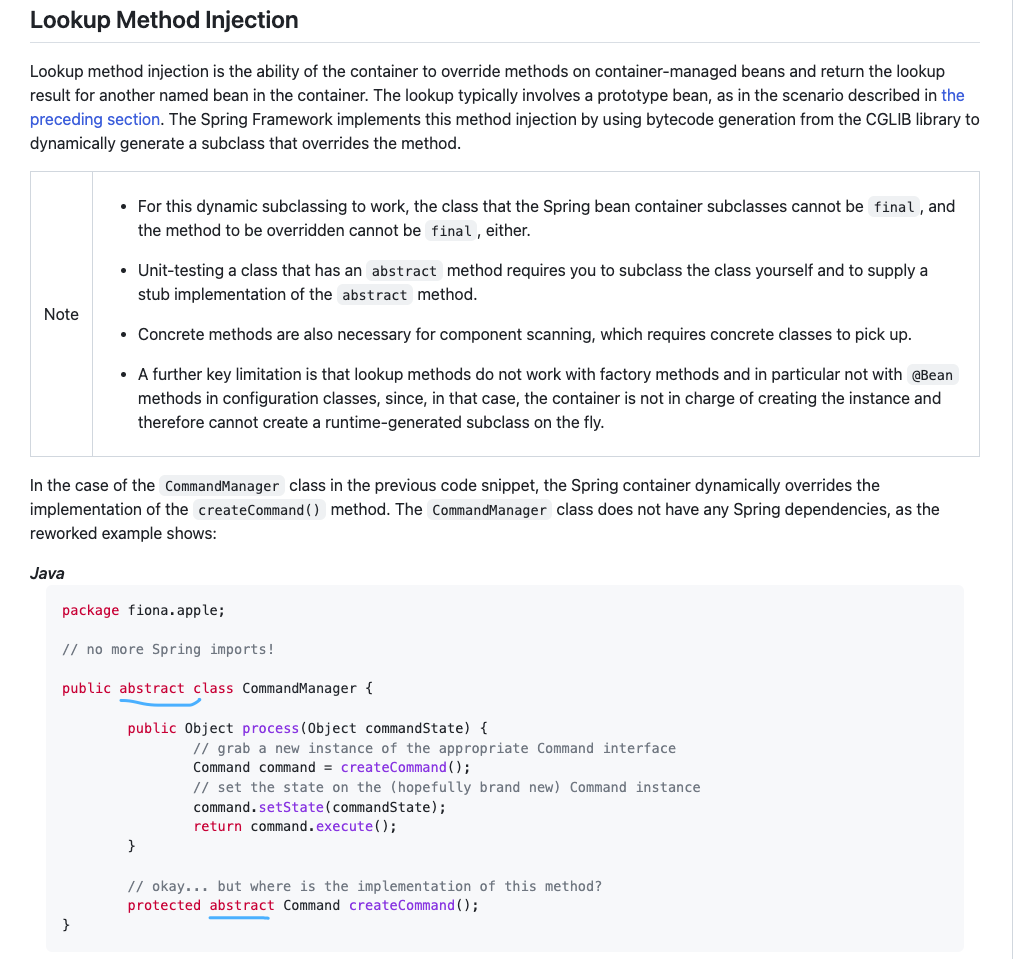 Lookup Method Injection
Lookup method injection is the ability of the container to override methods on container-managed beans and return the lookup
result for another named bean in the container. The lookup typically involves a prototype bean, as in the scenario described in the
preceding section. The Spring Framework implements this method injection by using bytecode generation from the CGLIB library to
dynamically generate a subclass that overrides the method.
• For this dynamic subclassing to work, the class that the Spring bean container subclasses cannot be final, and
the method to be overridden cannot be final, either.
• Unit-testing a class that has an abstract method requires you to subclass the class yourself and to supply a
stub implementation of the abstract method.
Note
• Concrete methods are also necessary for component scanning, which requires concrete classes to pick up.
• A further key limitation is that lookup methods do not work with factory methods and in particular not with @Bean
methods in configuration classes, since, in that case, the container is not in charge of creating the instance and
therefore cannot create a runtime-generated subclass on the fly.
In the case of the CommandManager class in the previous code snippet, the Spring container dynamically overrides the
implementation of the createCommand() method. The CommandManager class does not have any Spring dependencies, as the
reworked example shows:
Java
package fiona.apple;
// no more Spring imports!
public abstract class CommandManager {
public Object process(Object commandState) {
// grab a new instance of the appropriate Command interface
Command command = createCommand();
// set the state on the (hopefully brand new) Command instance
command.setState(commandState);
return command.execute();
}
// okay... but where is the implementation of this method?
protected abstract Command createCommand();
}